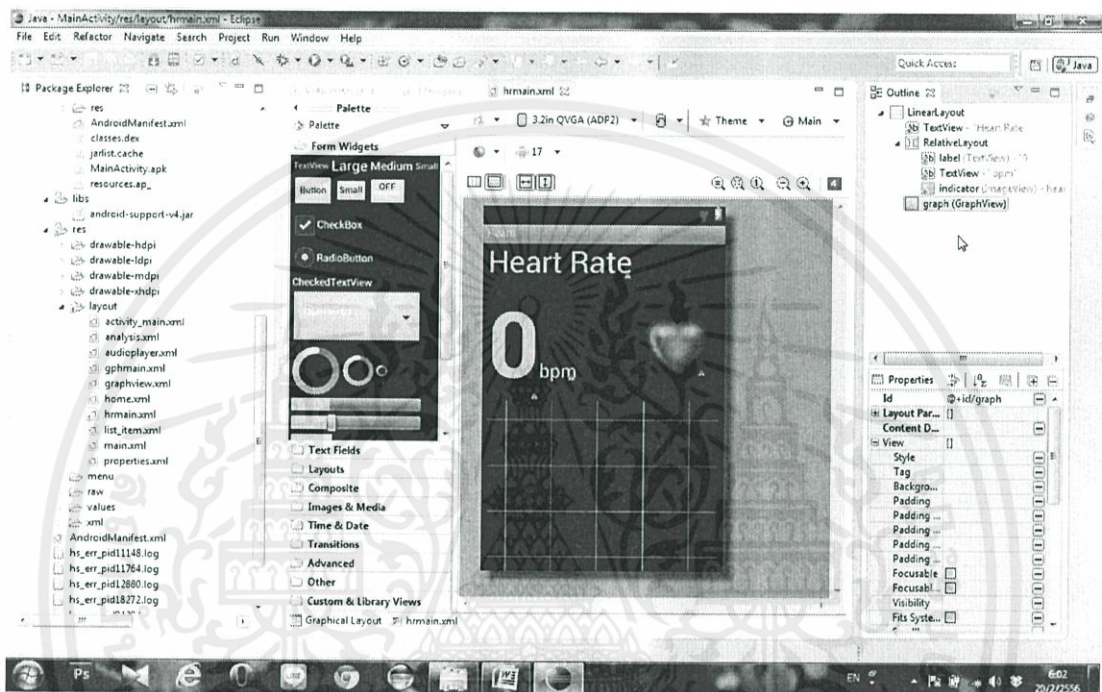 Java - MainActivity/res/layout/hrmain.xml - Eclipse
File Edit Refactor Navigate Search Project Run Window Help
Quick Access
Java
Package Explorer
res
AndroidManifest.xml
classes.dex
jarlist.cache
MainActivity.apk
resources.ap_
libs
android-support-v4.jar
res
drawable-hdpi
drawable-ldpi
drawable-mdpi
drawable-xhdpi
layout
activity_main.xml
analysis.xml
audioplayer.xml
gphmain.xml
graphview.xml
home.xml
hrmain.xml
list_item.xml
main.xml
properties.xml
menu
raw
values
xml
AndroidManifest.xml
hs_err_pid11148.log
hs_err_pid11764.log
hs_err_pid12880.log
hs_err_pid18272.log
hrmain.xml
Palette
Palette
Form Widgets
TextView Large Medium Small
Button Small OFF
CheckBox
RadioButton
CheckedTextView
Text Fields
Layouts
Composite
Images & Media
Time & Date
Transitions
Advanced
Other
Custom & Library Views
Graphical Layout hrmain.xml
3.2in QVGA (ADP2) Theme Main
17
4
Heart Rate
0 bpm
Outline
LinearLayout
TextView - "Heart Rate
RelativeLayout
label (TextView) - "0
TextView - "bpm"
indicator (ImageView) - hear
graph (GraphView)
Properties
Id @+id/graph
Layout Par... []
Content D...
View []
Style
Tag
Backgro...
Padding
Padding ...
Padding ...
Padding ...
Padding ...
Focusable
Focusabl...
Visibility
Fits Syste...
Ps
LINE
EN
6:02
20/2/2556